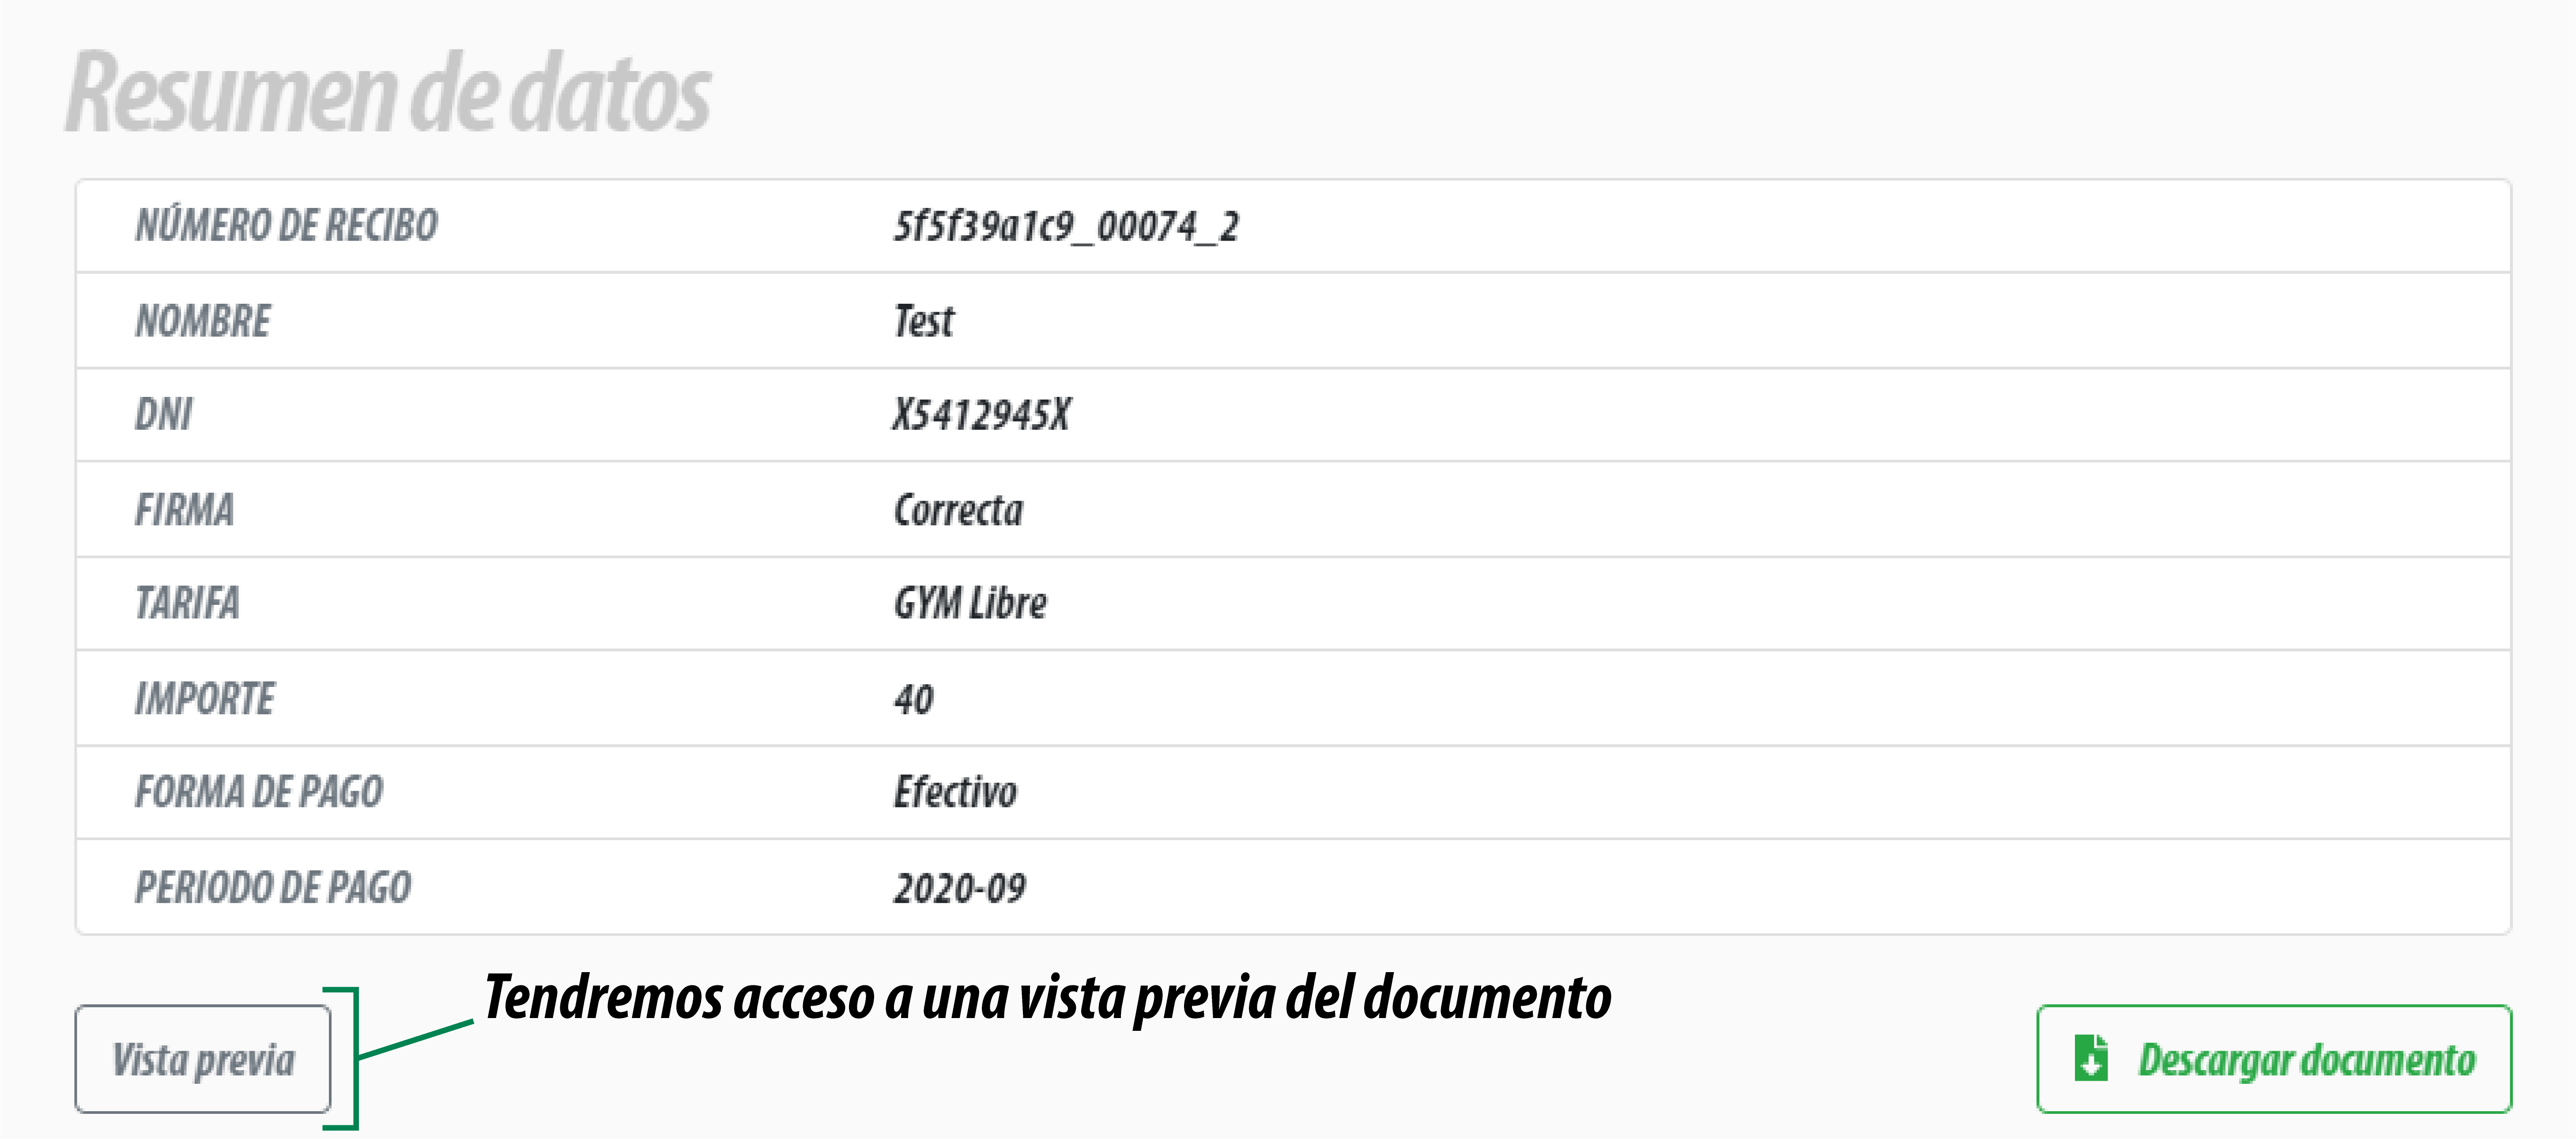 Resumen de datos
NÚMERO DE RECIBO 5f5f39a1c9_00074_2
NOMBRE Test
DNI X5412945X
FIRMA Correcta
TARIFA GYM Libre
IMPORTE 40
FORMA DE PAGO Efectivo
PERIODO DE PAGO 2020-09
Tendremos acceso a una vista previa del documento
Vista previa
Descargar documento